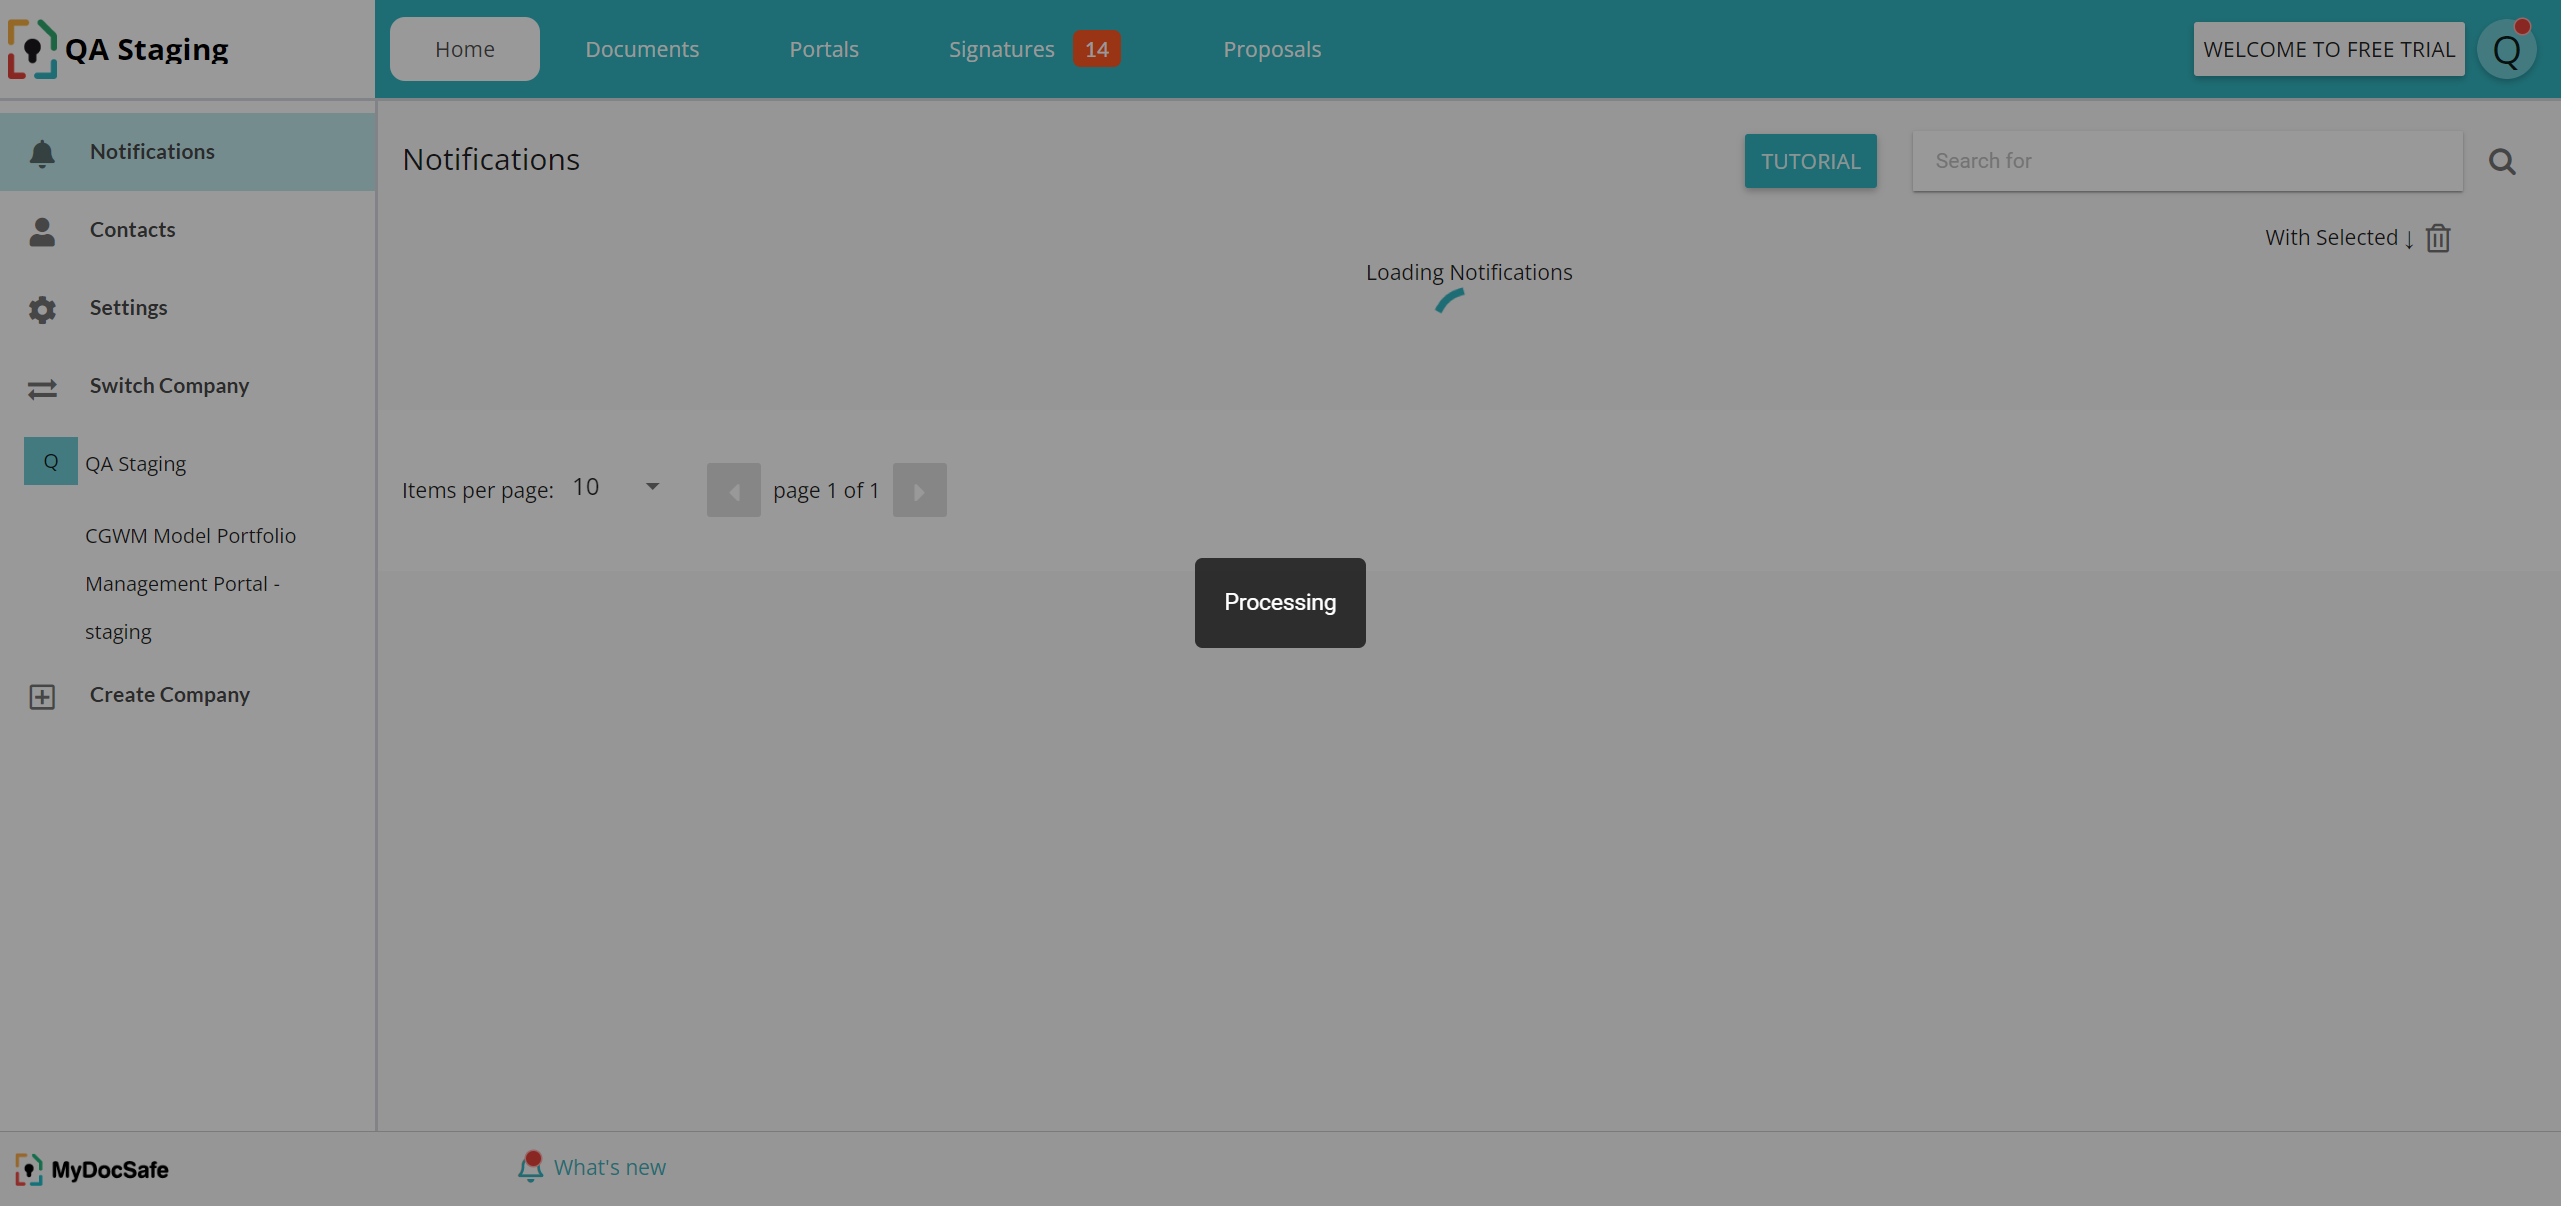 QA Staging
Home
Documents
Portals
Signatures 14
Proposals
WELCOME TO FREE TRIAL
Q
Notifications
Contacts
Settings
Switch Company
Q QA Staging
CGWM Model Portfolio
Management Portal -
staging
Create Company
Notifications
TUTORIAL
Search for
With Selected ↓
Loading Notifications
Items per page: 10
page 1 of 1
Processing
MyDocSafe
What's new